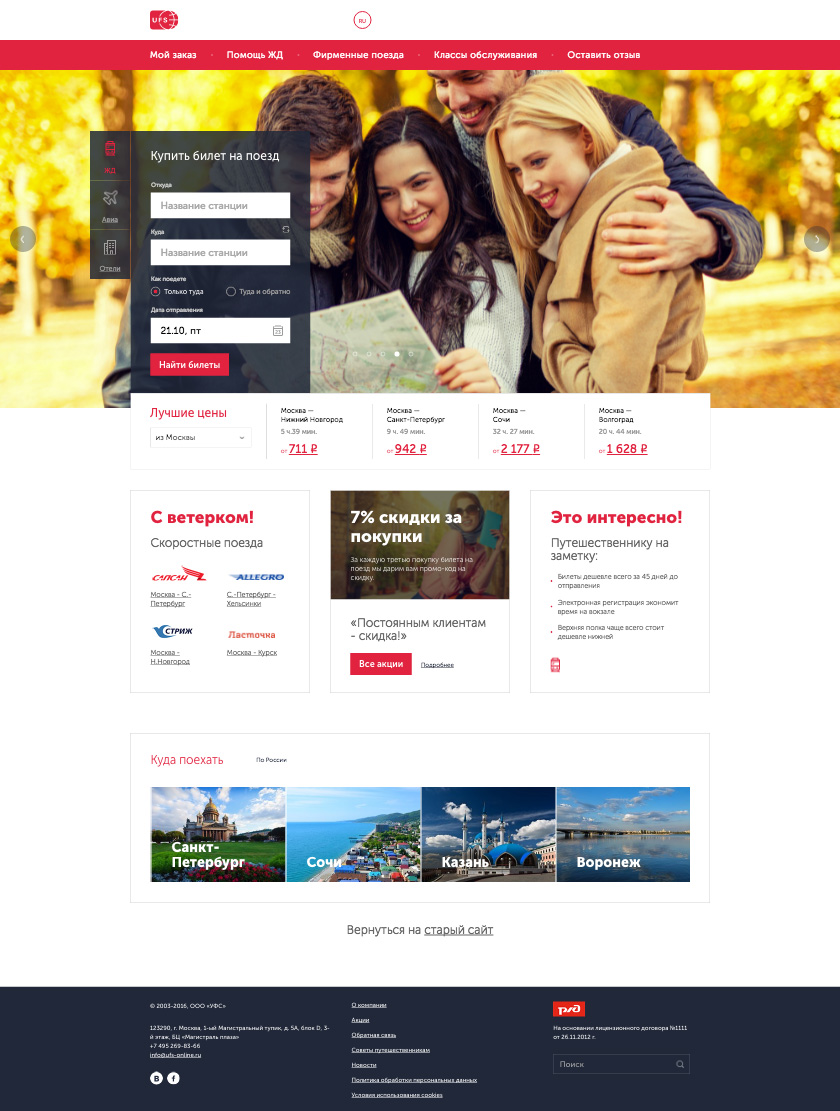 UFS
RU
Мой заказ
Помощь ЖД
Фирменные поезда
Классы обслуживания
Оставить отзыв
ЖД
Авиа
Отели
Купить билет на поезд
Откуда
Название станции
Куда
Название станции
Как поедете
Только туда
Туда и обратно
Дата отправления
21.10, пт
Найти билеты
Лучшие цены
из Москвы
Москва —
Нижний Новгород
5 ч.39 мин.
от 711 ₽
Москва —
Санкт-Петербург
9 ч. 49 мин.
от 942 ₽
Москва —
Сочи
32 ч. 27 мин.
от 2 177 ₽
Москва —
Волгоград
20 ч. 44 мин.
от 1 628 ₽
С ветерком!
Скоростные поезда
САПСАН
Москва - С.-
Петербург
ALLEGRO
С.-Петербург -
Хельсинки
СТРИЖ
Москва -
Н.Новгород
Ласточка
Москва - Курск
7% скидки за
покупки
За каждую третью покупку билета на
поезд мы дарим вам промо-код на
скидку.
«Постоянным клиентам
- скидка!»
Все акции
Подробнее
Это интересно!
Путешественнику на
заметку:
Билеты дешевле всего за 45 дней до
отправления
Электронная регистрация экономит
время на вокзале
Верхняя полка чаще всего стоит
дешевле нижней
Куда поехать
По России
Санкт-
Петербург
Сочи
Казань
Воронеж
Вернуться на старый сайт
© 2003-2016, ООО «УФС»
123290, г. Москва, 1-ый Магистральный тупик, д. 5А, блок D, 3-
й этаж, БЦ «Магистраль плаза»
+7 495 269-83-66
info@ufs-online.ru
О компании
Акции
Обратная связь
Советы путешественникам
Новости
Политика обработки персональных данных
Условия использования cookies
ржд
На основании лицензионного договора №1111
от 26.11.2012 г.
Поиск